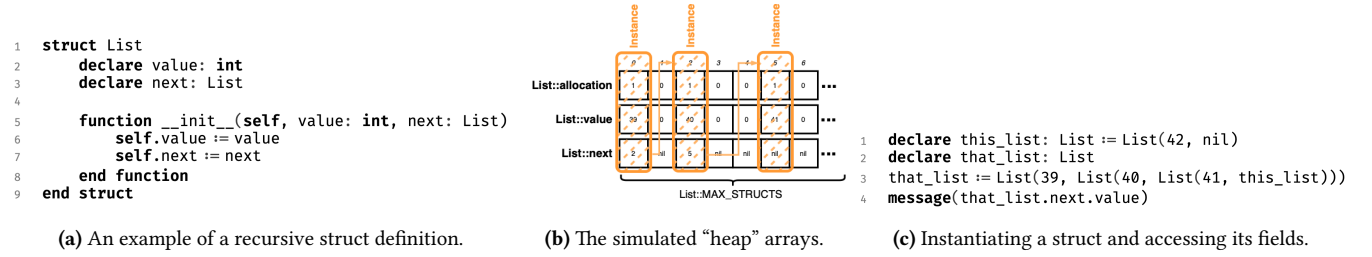 1 struct List
2 declare value: int
3 declare next: List
4
5 function __init__(self, value: int, next: List)
6 self.value := value
7 self.next := next
8 end function
9 end struct
(a) An example of a recursive struct definition.
Instance Instance Instance
0 1 2 3 4 5 6
List::allocation 1 0 1 0 0 1 0 ...
List::value 39 0 40 0 0 41 0 ...
List::next 2 nil 5 nil nil nil nil ...
List::MAX_STRUCTS
(b) The simulated “heap” arrays.
1 declare this_list: List := List(42, nil)
2 declare that_list: List
3 that_list := List(39, List(40, List(41, this_list)))
4 message(that_list.next.value)
(c) Instantiating a struct and accessing its fields.